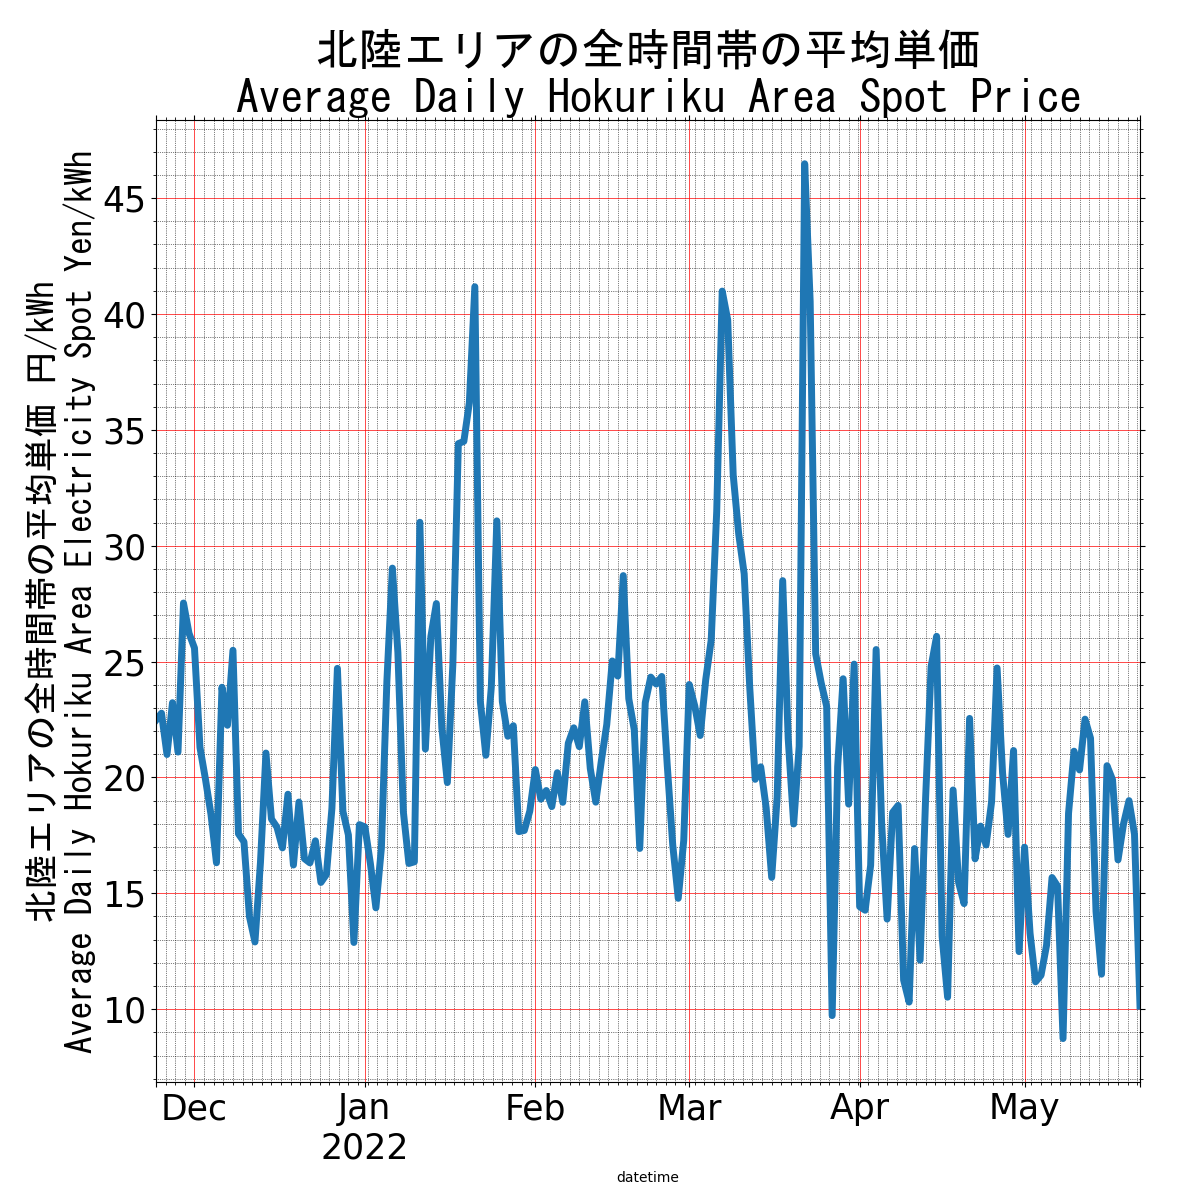 北陸エリアの全時間帯の平均単価
Average Daily Hokuriku Area Spot Price
北陸エリアの全時間帯の平均単価 円/kWh
Average Daily Hokuriku Area Electricity Spot Yen/kWh
45
40
35
30
25
20
15
10
Dec
Jan
2022
Feb
Mar
Apr
May
datetime